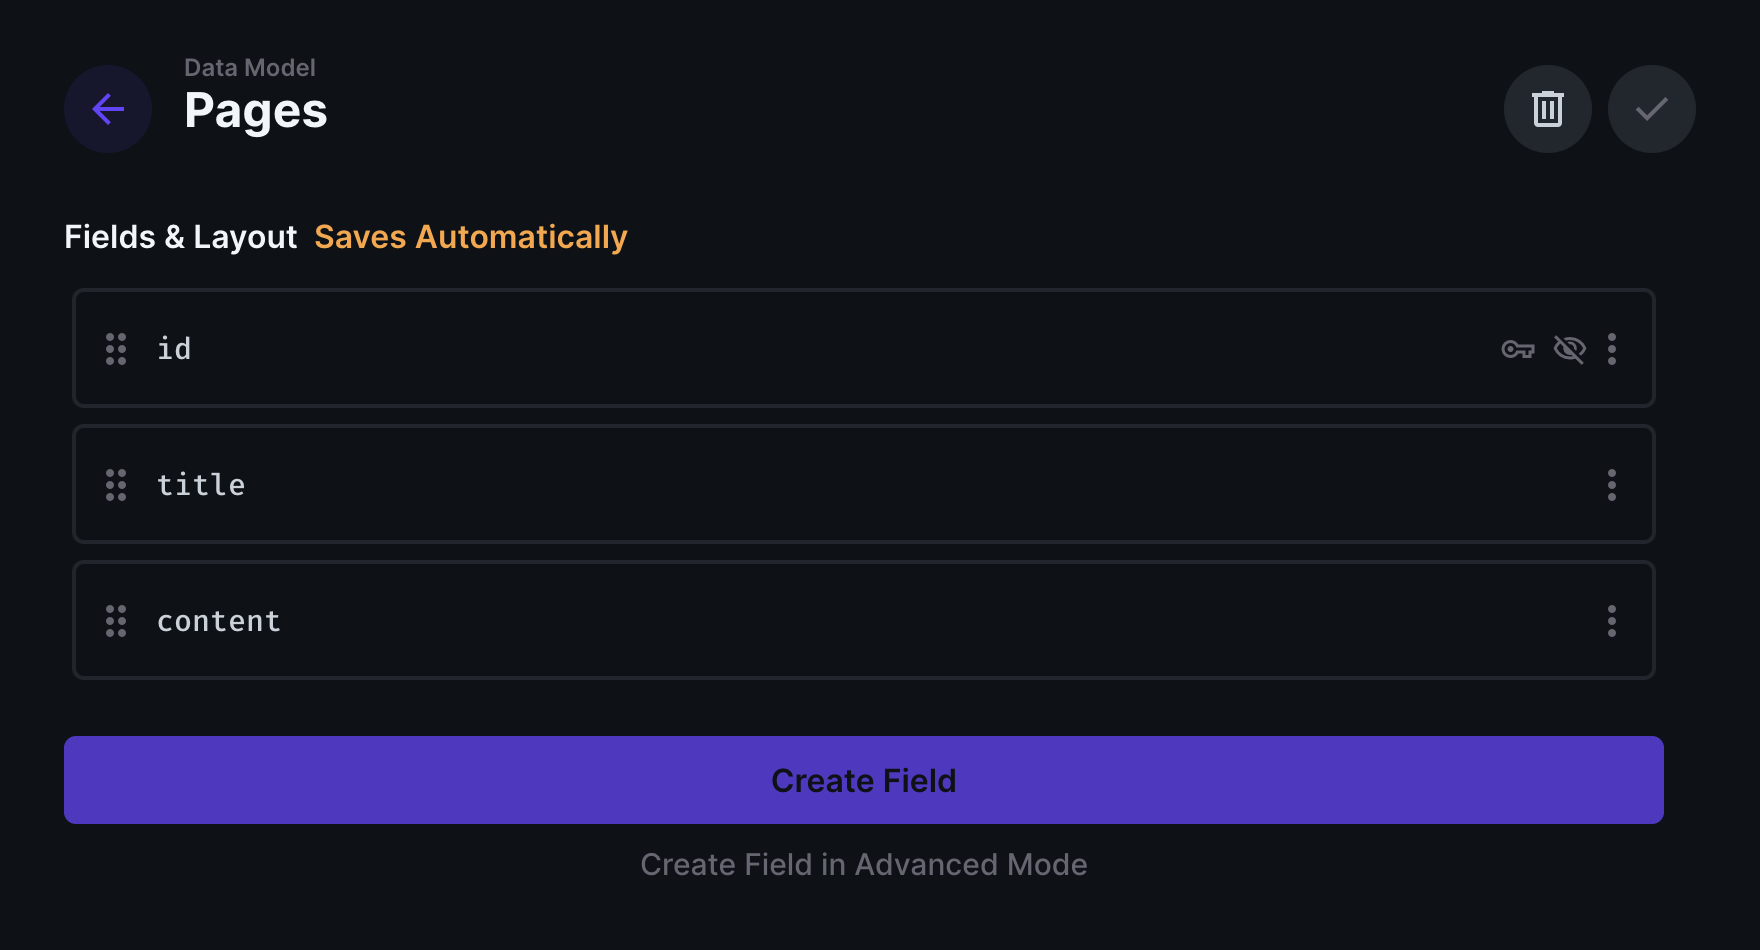 Data Model
Pages
Fields & Layout Saves Automatically
id
title
content
Create Field
Create Field in Advanced Mode